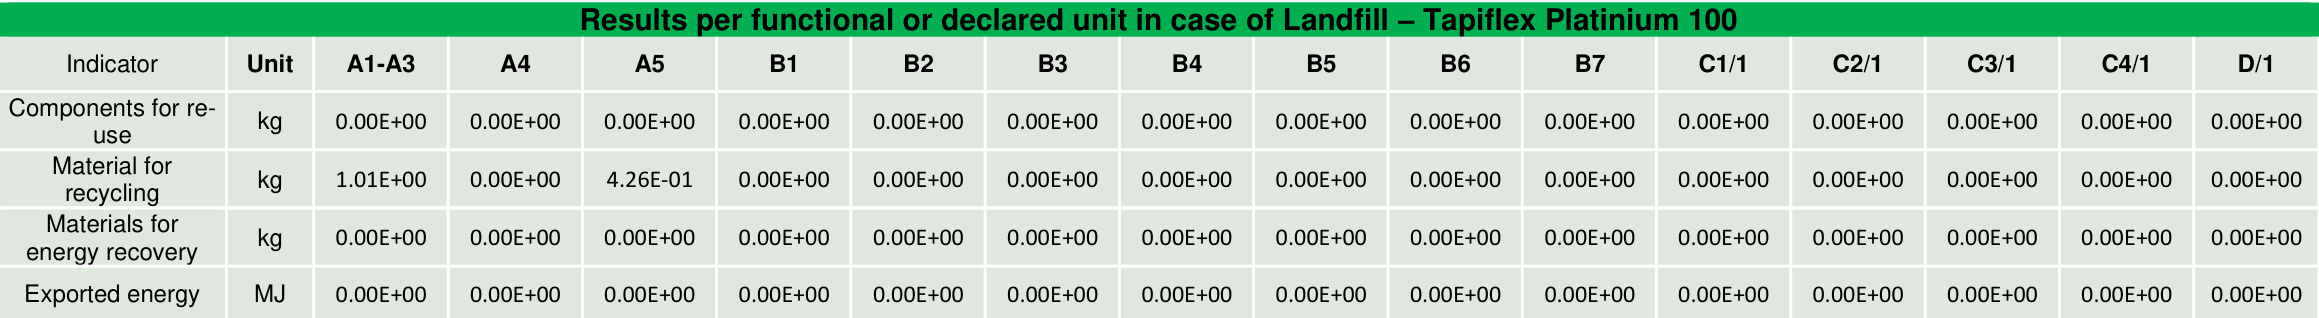 Results per functional or declared unit in case of Landfill – Tapiflex Platinium 100
Indicator Unit A1-A3 A4 A5 B1 B2 B3 B4 B5 B6 B7 C1/1 C2/1 C3/1 C4/1 D/1
Components for re-
use kg 0.00E+00 0.00E+00 0.00E+00 0.00E+00 0.00E+00 0.00E+00 0.00E+00 0.00E+00 0.00E+00 0.00E+00 0.00E+00 0.00E+00 0.00E+00 0.00E+00 0.00E+00
Material for
recycling kg 1.01E+00 0.00E+00 4.26E-01 0.00E+00 0.00E+00 0.00E+00 0.00E+00 0.00E+00 0.00E+00 0.00E+00 0.00E+00 0.00E+00 0.00E+00 0.00E+00 0.00E+00
Materials for
energy recovery kg 0.00E+00 0.00E+00 0.00E+00 0.00E+00 0.00E+00 0.00E+00 0.00E+00 0.00E+00 0.00E+00 0.00E+00 0.00E+00 0.00E+00 0.00E+00 0.00E+00 0.00E+00
Exported energy MJ 0.00E+00 0.00E+00 0.00E+00 0.00E+00 0.00E+00 0.00E+00 0.00E+00 0.00E+00 0.00E+00 0.00E+00 0.00E+00 0.00E+00 0.00E+00 0.00E+00 0.00E+00